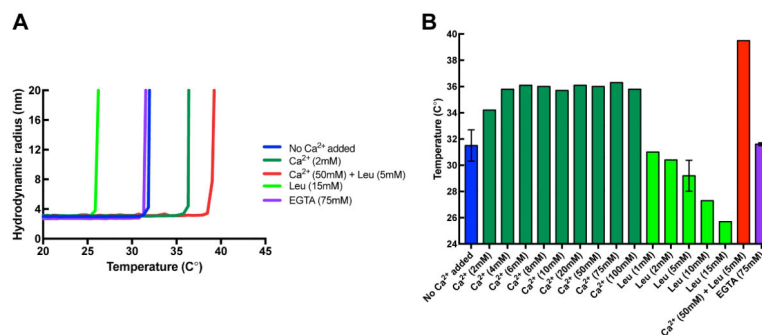 A
Hydrodynamic radius (nm)
20
16
12
8
4
0
20
25
30
35
40
45
Temperature (C°)
No Ca²⁺ added
Ca²⁺ (2mM)
Ca²⁺ (50mM) + Leu (5mM)
Leu (15mM)
EGTA (75mM)
B
Temperature (C°)
40
38
36
34
32
30
28
26
24
No Ca²⁺ added
Ca²⁺ (2mM)
Ca²⁺ (4mM)
Ca²⁺ (6mM)
Ca²⁺ (8mM)
Ca²⁺ (10mM)
Ca²⁺ (20mM)
Ca²⁺ (50mM)
Ca²⁺ (75mM)
Ca²⁺ (100mM)
Leu (1mM)
Leu (2mM)
Leu (5mM)
Leu (10mM)
Leu (15mM)
Ca²⁺ (50mM) + Leu (5mM)
EGTA (75mM)